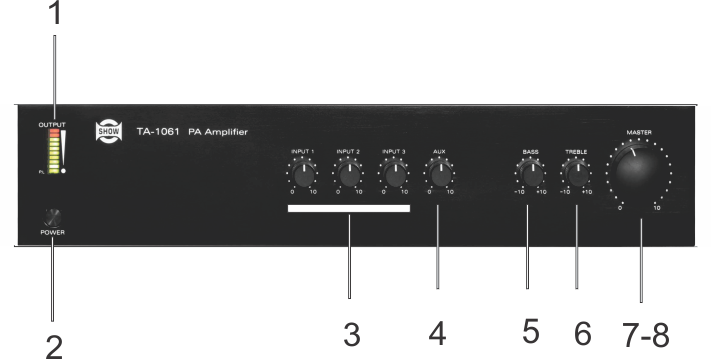 1
OUTPUT
SHOW
TA-1061 PA Amplifier
PL
POWER
INPUT 1
0 10
INPUT 2
0 10
INPUT 3
0 10
AUX
0 10
BASS
-10 +10
TREBLE
-10 +10
MASTER
0 10
2
3
4
5
6
7-8